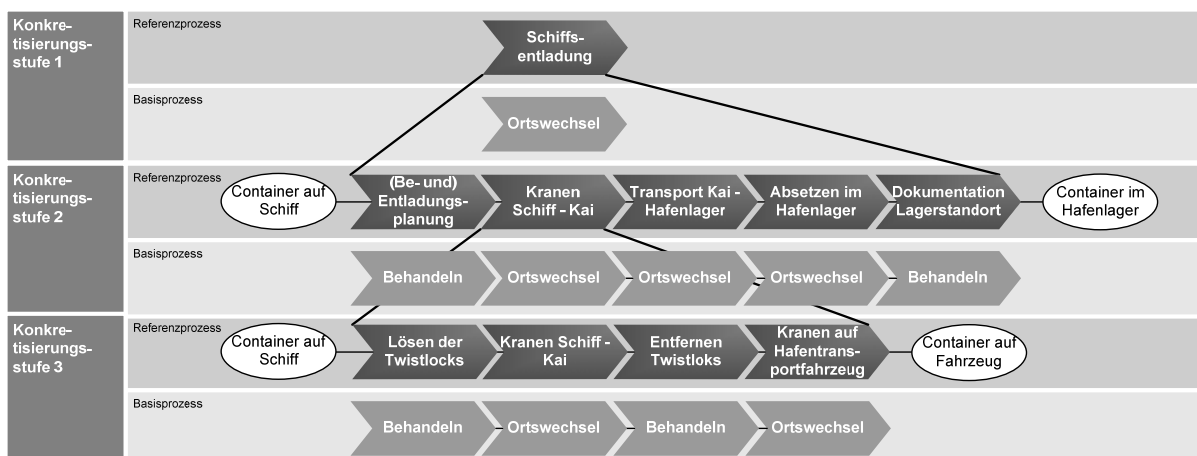 Konkre-
tisierungs-
stufe 1
Referenzprozess
Schiffs-
entladung
Basisprozess
Ortswechsel
Konkre-
tisierungs-
stufe 2
Referenzprozess
Container auf
Schiff
(Be- und)
Entladungs-
planung
Kranen
Schiff - Kai
Transport Kai -
Hafenlager
Absetzen im
Hafenlager
Dokumentation
Lagerstandort
Container im
Hafenlager
Basisprozess
Behandeln
Ortswechsel
Ortswechsel
Ortswechsel
Behandeln
Konkre-
tisierungs-
stufe 3
Referenzprozess
Container auf
Schiff
Lösen der
Twistlocks
Kranen Schiff -
Kai
Entfernen
Twistloks
Kranen auf
Hafentrans-
portfahrzeug
Container auf
Fahrzeug
Basisprozess
Behandeln
Ortswechsel
Behandeln
Ortswechsel